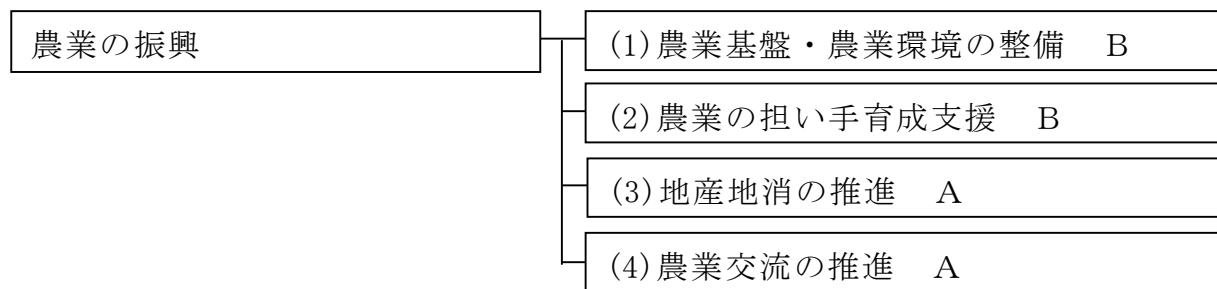 農業の振興
(1)農業基盤・農業環境の整備　Ｂ
(2)農業の担い手育成支援　Ｂ
(3)地産地消の推進　Ａ
(4)農業交流の推進　Ａ